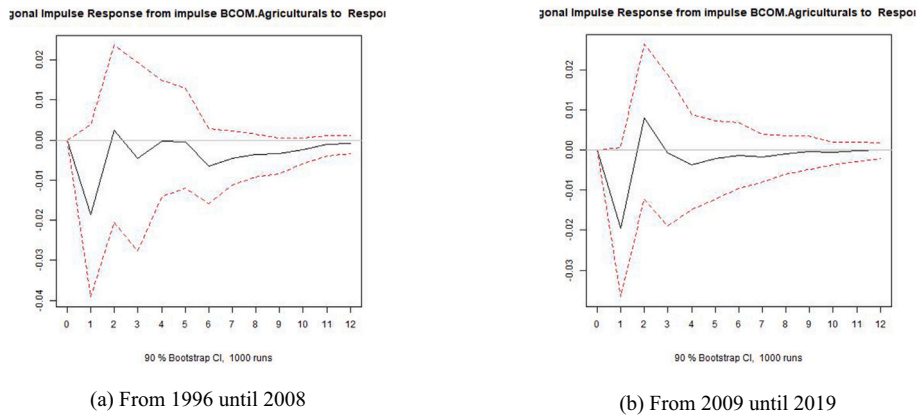 gonal Impulse Response from impulse BCOM.Agriculturals to Respor
0.02
0.01
0.00
-0.01
-0.02
-0.03
-0.04
0 1 2 3 4 5 6 7 8 9 10 11 12
90 % Bootstrap CI, 1000 runs
(a) From 1996 until 2008
gonal Impulse Response from impulse BCOM.Agriculturals to Respor
0.02
0.01
0.00
-0.01
-0.02
-0.03
0 1 2 3 4 5 6 7 8 9 10 11 12
90 % Bootstrap CI, 1000 runs
(b) From 2009 until 2019